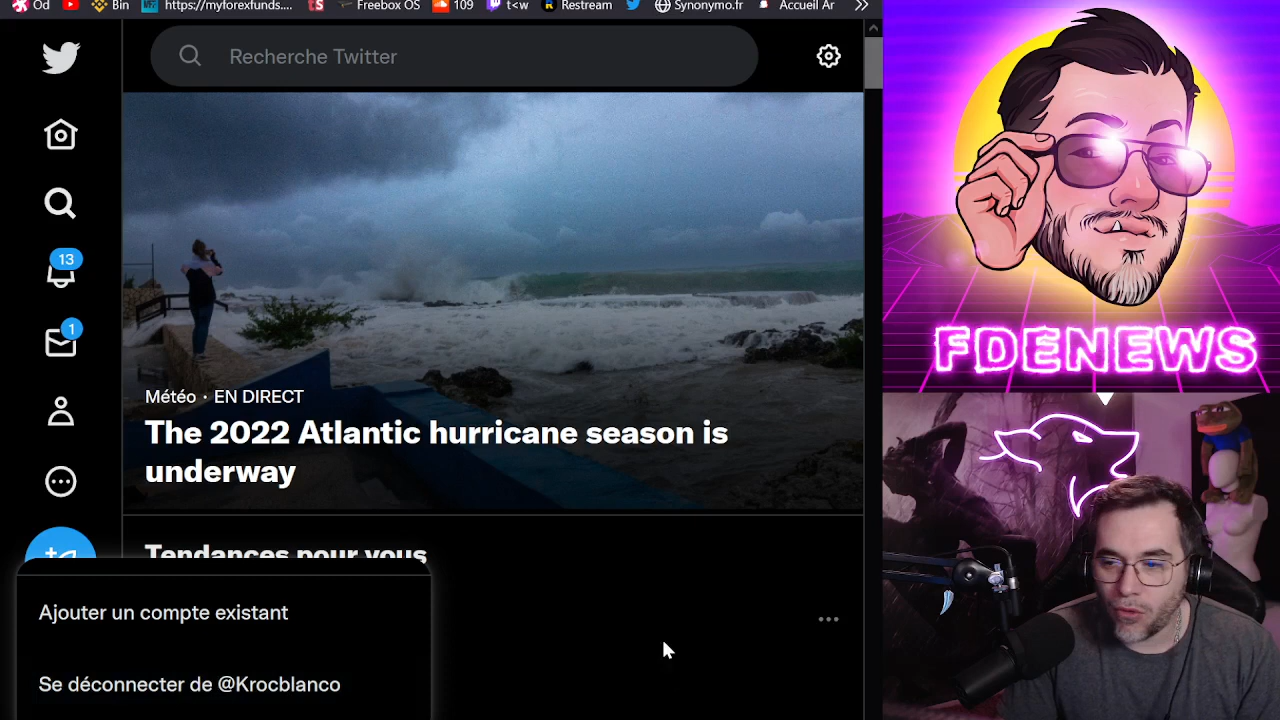 Od
Bin
https://myforexfunds....
Freebox OS
109
t<w
Restream
Synonymo.fr
Accueil Ar
Recherche Twitter
13
1
Météo · EN DIRECT
The 2022 Atlantic hurricane season is
underway
Tendances pour vous
Ajouter un compte existant
Se déconnecter de @Krocblanco
FDENEWS